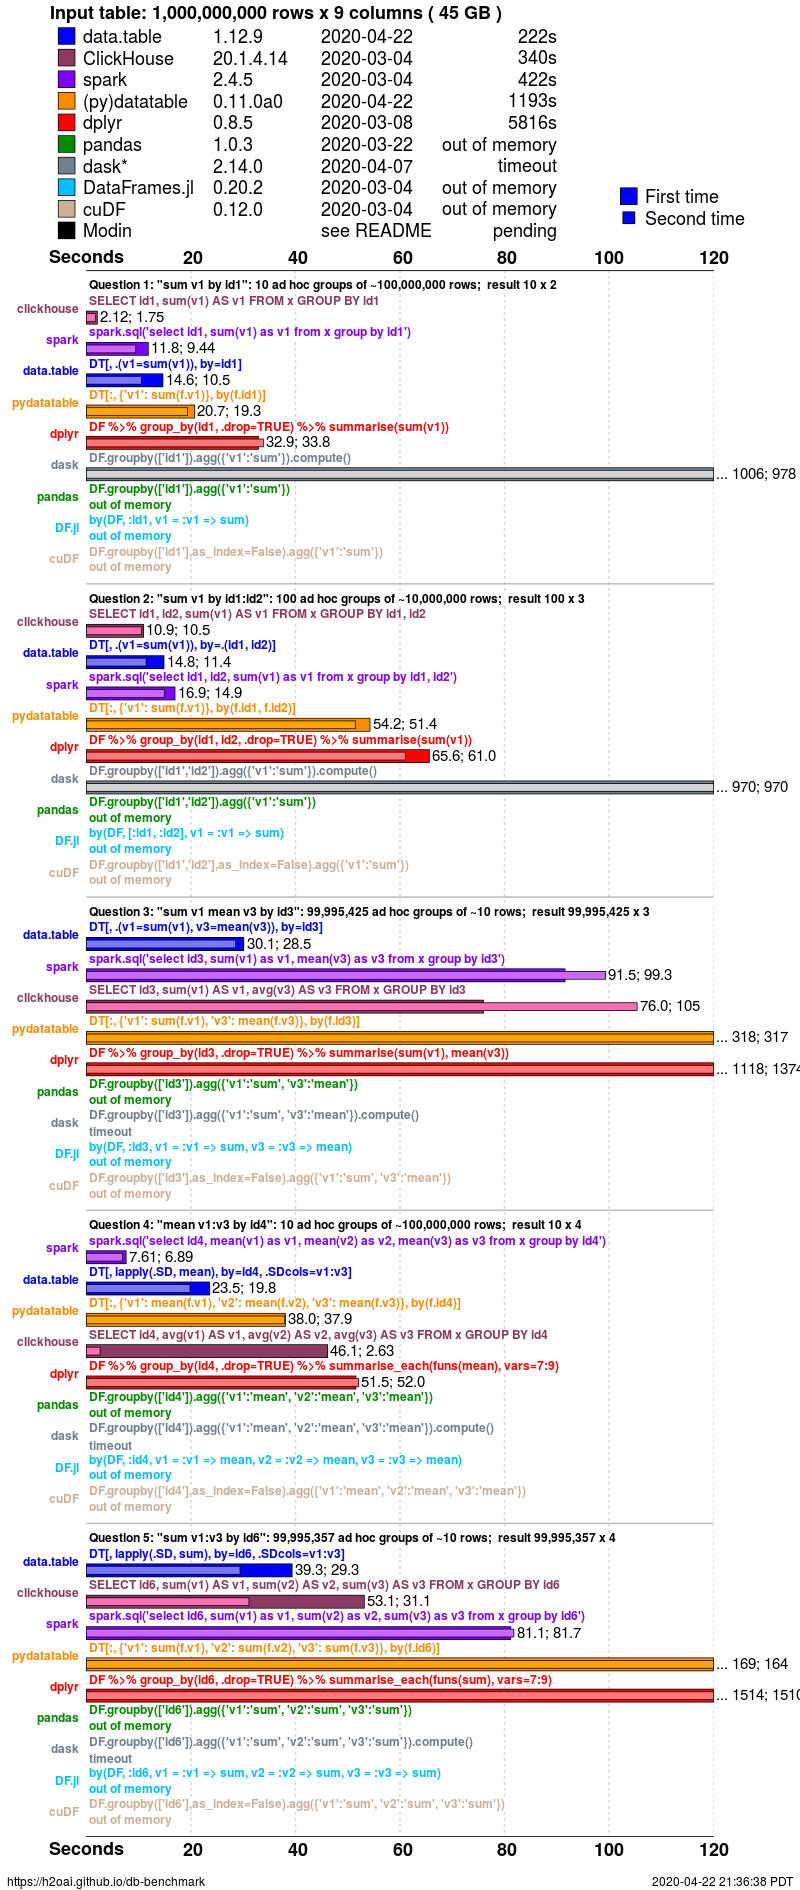 Input table: 1,000,000,000 rows x 9 columns ( 45 GB )
data.table 1.12.9 2020-04-22 222s
ClickHouse 20.1.4.14 2020-03-04 340s
spark 2.4.5 2020-03-04 422s
(py)datatable 0.11.0a0 2020-04-22 1193s
dplyr 0.8.5 2020-03-08 5816s
pandas 1.0.3 2020-03-22 out of memory
dask* 2.14.0 2020-04-07 timeout
DataFrames.jl 0.20.2 2020-03-04 out of memory
cuDF 0.12.0 2020-03-04 out of memory
Modin see README pending
First time
Second time
Seconds 20 40 60 80 100 120
Question 1: "sum v1 by id1": 10 ad hoc groups of ~100,000,000 rows; result 10 x 2
SELECT id1, sum(v1) AS v1 FROM x GROUP BY id1
clickhouse 2.12; 1.75
spark.sql('select id1, sum(v1) as v1 from x group by id1')
spark 11.8; 9.44
DT[, .(v1=sum(v1)), by=id1]
data.table 14.6; 10.5
DT[:, {'v1': sum(f.v1)}, by(f.id1)]
pydatatable 20.7; 19.3
DF %>% group_by(id1, .drop=TRUE) %>% summarise(sum(v1))
dplyr 32.9; 33.8
DF.groupby(['id1']).agg({'v1':'sum'}).compute()
dask ... 1006; 978
DF.groupby(['id1']).agg({'v1':'sum'})
pandas out of memory
by(DF, :id1, v1 = :v1 => sum)
DF.jl out of memory
DF.groupby(['id1'],as_index=False).agg({'v1':'sum'})
cuDF out of memory
Question 2: "sum v1 by id1:id2": 100 ad hoc groups of ~10,000,000 rows; result 100 x 3
SELECT id1, id2, sum(v1) AS v1 FROM x GROUP BY id1, id2
clickhouse 10.9; 10.5
DT[, .(v1=sum(v1)), by=.(id1, id2)]
data.table 14.8; 11.4
spark.sql('select id1, id2, sum(v1) as v1 from x group by id1, id2')
spark 16.9; 14.9
DT[:, {'v1': sum(f.v1)}, by(f.id1, f.id2)]
pydatatable 54.2; 51.4
DF %>% group_by(id1, id2, .drop=TRUE) %>% summarise(sum(v1))
dplyr 65.6; 61.0
DF.groupby(['id1','id2']).agg({'v1':'sum'}).compute()
dask ... 970; 970
DF.groupby(['id1','id2']).agg({'v1':'sum'})
pandas out of memory
by(DF, [:id1, :id2], v1 = :v1 => sum)
DF.jl out of memory
DF.groupby(['id1','id2'],as_index=False).agg({'v1':'sum'})
cuDF out of memory
Question 3: "sum v1 mean v3 by id3": 99,995,425 ad hoc groups of ~10 rows; result 99,995,425 x 3
DT[, .(v1=sum(v1), v3=mean(v3)), by=id3]
data.table 30.1; 28.5
spark.sql('select id3, sum(v1) as v1, mean(v3) as v3 from x group by id3')
spark 91.5; 99.3
SELECT id3, sum(v1) AS v1, avg(v3) AS v3 FROM x GROUP BY id3
clickhouse 76.0; 105
DT[:, {'v1': sum(f.v1), 'v3': mean(f.v3)}, by(f.id3)]
pydatatable ... 318; 317
DF %>% group_by(id3, .drop=TRUE) %>% summarise(sum(v1), mean(v3))
dplyr ... 1118; 1374
DF.groupby(['id3']).agg({'v1':'sum', 'v3':'mean'})
pandas out of memory
DF.groupby(['id3']).agg({'v1':'sum', 'v3':'mean'}).compute()
dask timeout
by(DF, :id3, v1 = :v1 => sum, v3 = :v3 => mean)
DF.jl out of memory
DF.groupby(['id3'],as_index=False).agg({'v1':'sum', 'v3':'mean'})
cuDF out of memory
Question 4: "mean v1:v3 by id4": 10 ad hoc groups of ~100,000,000 rows; result 10 x 4
spark.sql('select id4, mean(v1) as v1, mean(v2) as v2, mean(v3) as v3 from x group by id4')
spark 7.61; 6.89
DT[, lapply(.SD, mean), by=id4, .SDcols=v1:v3]
data.table 23.5; 19.8
DT[:, {'v1': mean(f.v1), 'v2': mean(f.v2), 'v3': mean(f.v3)}, by(f.id4)]
pydatatable 38.0; 37.9
SELECT id4, avg(v1) AS v1, avg(v2) AS v2, avg(v3) AS v3 FROM x GROUP BY id4
clickhouse 46.1; 2.63
DF %>% group_by(id4, .drop=TRUE) %>% summarise_each(funs(mean), vars=7:9)
dplyr 51.5; 52.0
DF.groupby(['id4']).agg({'v1':'mean', 'v2':'mean', 'v3':'mean'})
pandas out of memory
DF.groupby(['id4']).agg({'v1':'mean', 'v2':'mean', 'v3':'mean'}).compute()
dask timeout
by(DF, :id4, v1 = :v1 => mean, v2 = :v2 => mean, v3 = :v3 => mean)
DF.jl out of memory
DF.groupby(['id4'],as_index=False).agg({'v1':'mean', 'v2':'mean', 'v3':'mean'})
cuDF out of memory
Question 5: "sum v1:v3 by id6": 99,995,357 ad hoc groups of ~10 rows; result 99,995,357 x 4
DT[, lapply(.SD, sum), by=id6, .SDcols=v1:v3]
data.table 39.3; 29.3
SELECT id6, sum(v1) AS v1, sum(v2) AS v2, sum(v3) AS v3 FROM x GROUP BY id6
clickhouse 53.1; 31.1
spark.sql('select id6, sum(v1) as v1, sum(v2) as v2, sum(v3) as v3 from x group by id6')
spark 81.1; 81.7
DT[:, {'v1': sum(f.v1), 'v2': sum(f.v2), 'v3': sum(f.v3)}, by(f.id6)]
pydatatable ... 169; 164
DF %>% group_by(id6, .drop=TRUE) %>% summarise_each(funs(sum), vars=7:9)
dplyr ... 1514; 1510
DF.groupby(['id6']).agg({'v1':'sum', 'v2':'sum', 'v3':'sum'})
pandas out of memory
DF.groupby(['id6']).agg({'v1':'sum', 'v2':'sum', 'v3':'sum'}).compute()
dask timeout
by(DF, :id6, v1 = :v1 => sum, v2 = :v2 => sum, v3 = :v3 => sum)
DF.jl out of memory
DF.groupby(['id6'],as_index=False).agg({'v1':'sum', 'v2':'sum', 'v3':'sum'})
cuDF out of memory
Seconds 20 40 60 80 100 120
https://h2oai.github.io/db-benchmark 2020-04-22 21:36:38 PDT